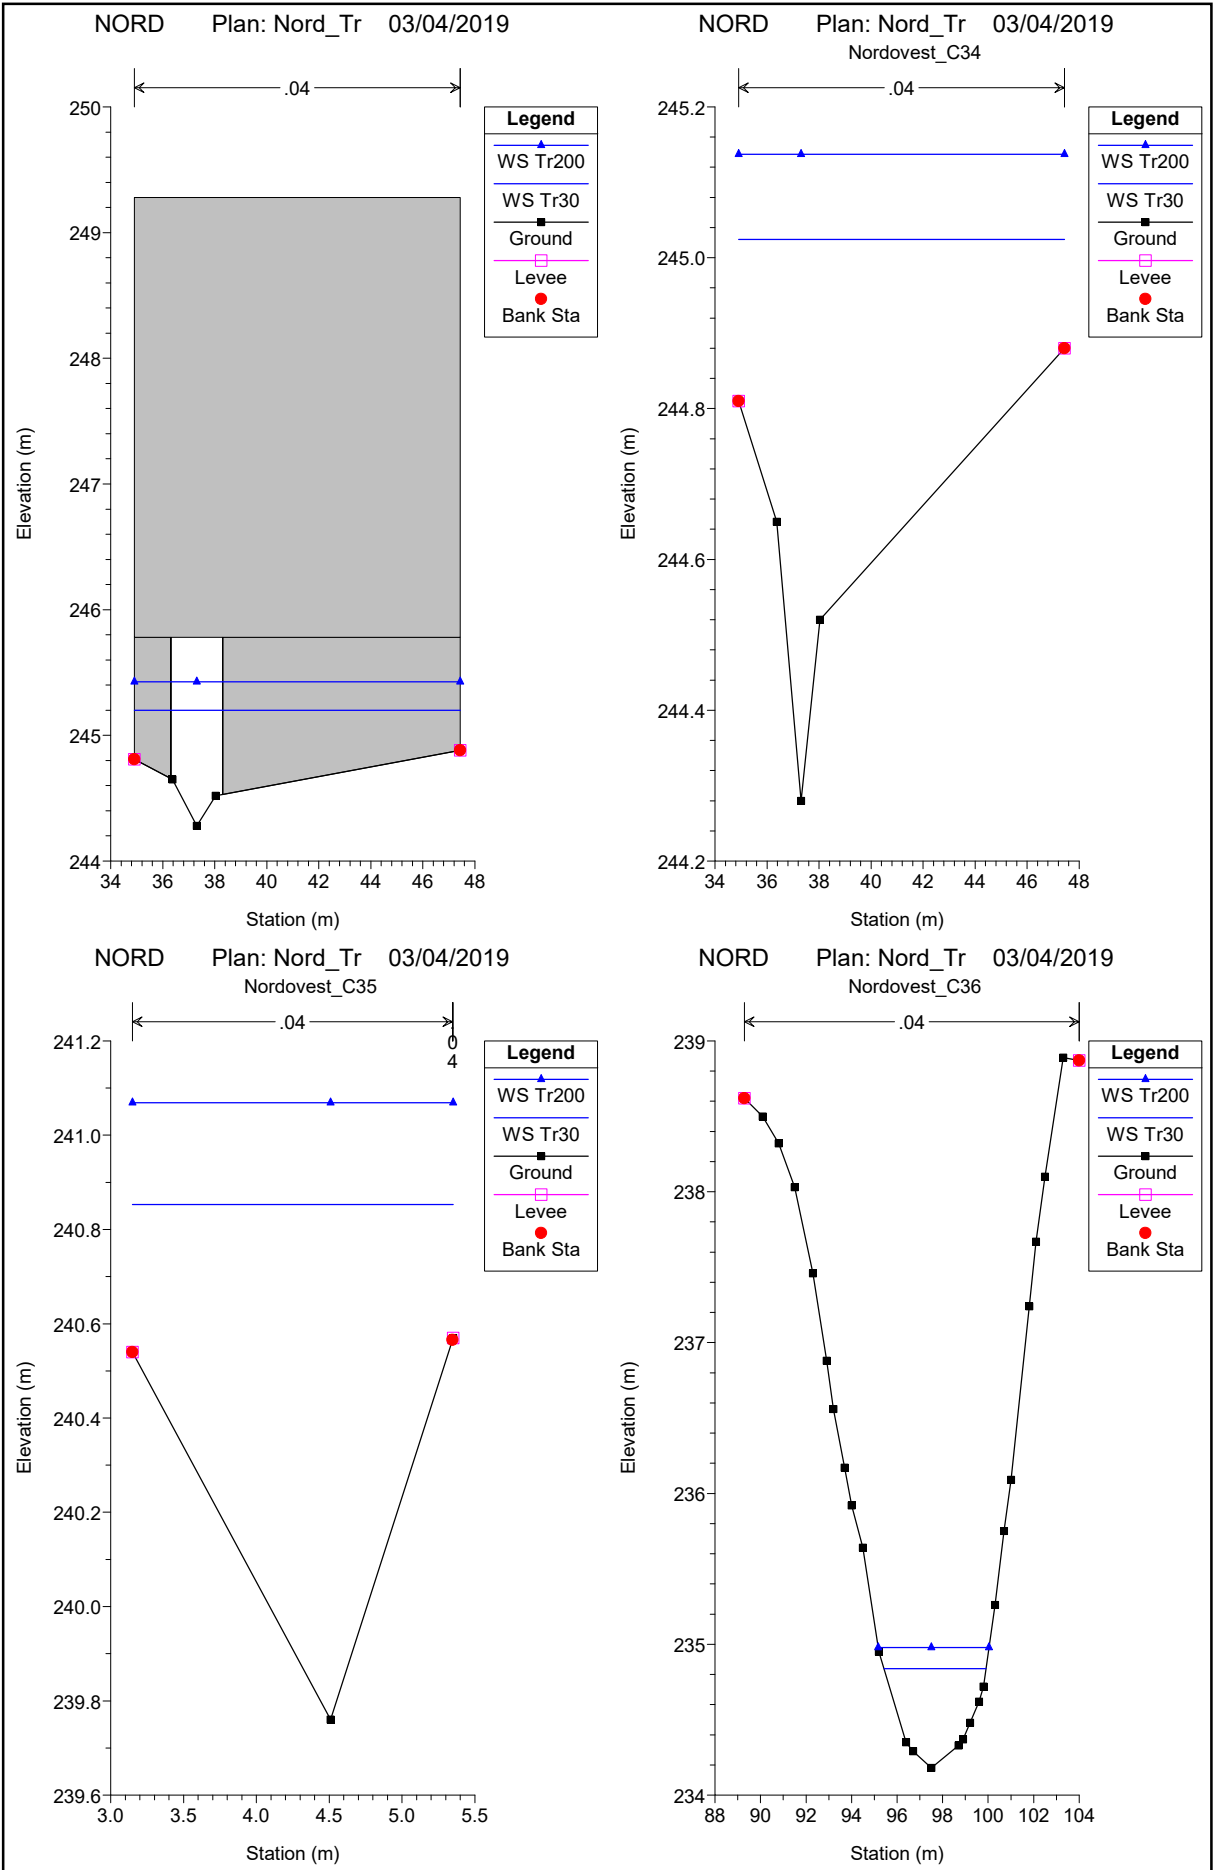 NORD Plan: Nord_Tr 03/04/2019
.04
250
249
248
247
246
245
244
34 36 38 40 42 44 46 48
Elevation (m)
Station (m)
Legend
WS Tr200
WS Tr30
Ground
Levee
Bank Sta
NORD Plan: Nord_Tr 03/04/2019
Nordovest_C34
.04
245.2
245.0
244.8
244.6
244.4
244.2
34 36 38 40 42 44 46 48
Elevation (m)
Station (m)
Legend
WS Tr200
WS Tr30
Ground
Levee
Bank Sta
NORD Plan: Nord_Tr 03/04/2019
Nordovest_C35
.04
.
0
4
241.2
241.0
240.8
240.6
240.4
240.2
240.0
239.8
239.6
3.0 3.5 4.0 4.5 5.0 5.5
Elevation (m)
Station (m)
Legend
WS Tr200
WS Tr30
Ground
Levee
Bank Sta
NORD Plan: Nord_Tr 03/04/2019
Nordovest_C36
.04
239
238
237
236
235
234
88 90 92 94 96 98 100 102 104
Elevation (m)
Station (m)
Legend
WS Tr200
WS Tr30
Ground
Levee
Bank Sta